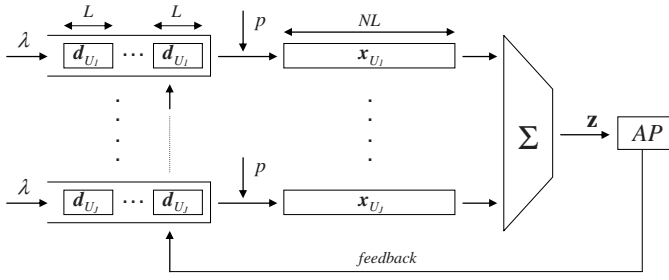 L L p NL
λ d_{U_1} ··· d_{U_1} x_{U_1}
Σ z AP
p
λ d_{U_J} ··· d_{U_J} x_{U_J}
feedback